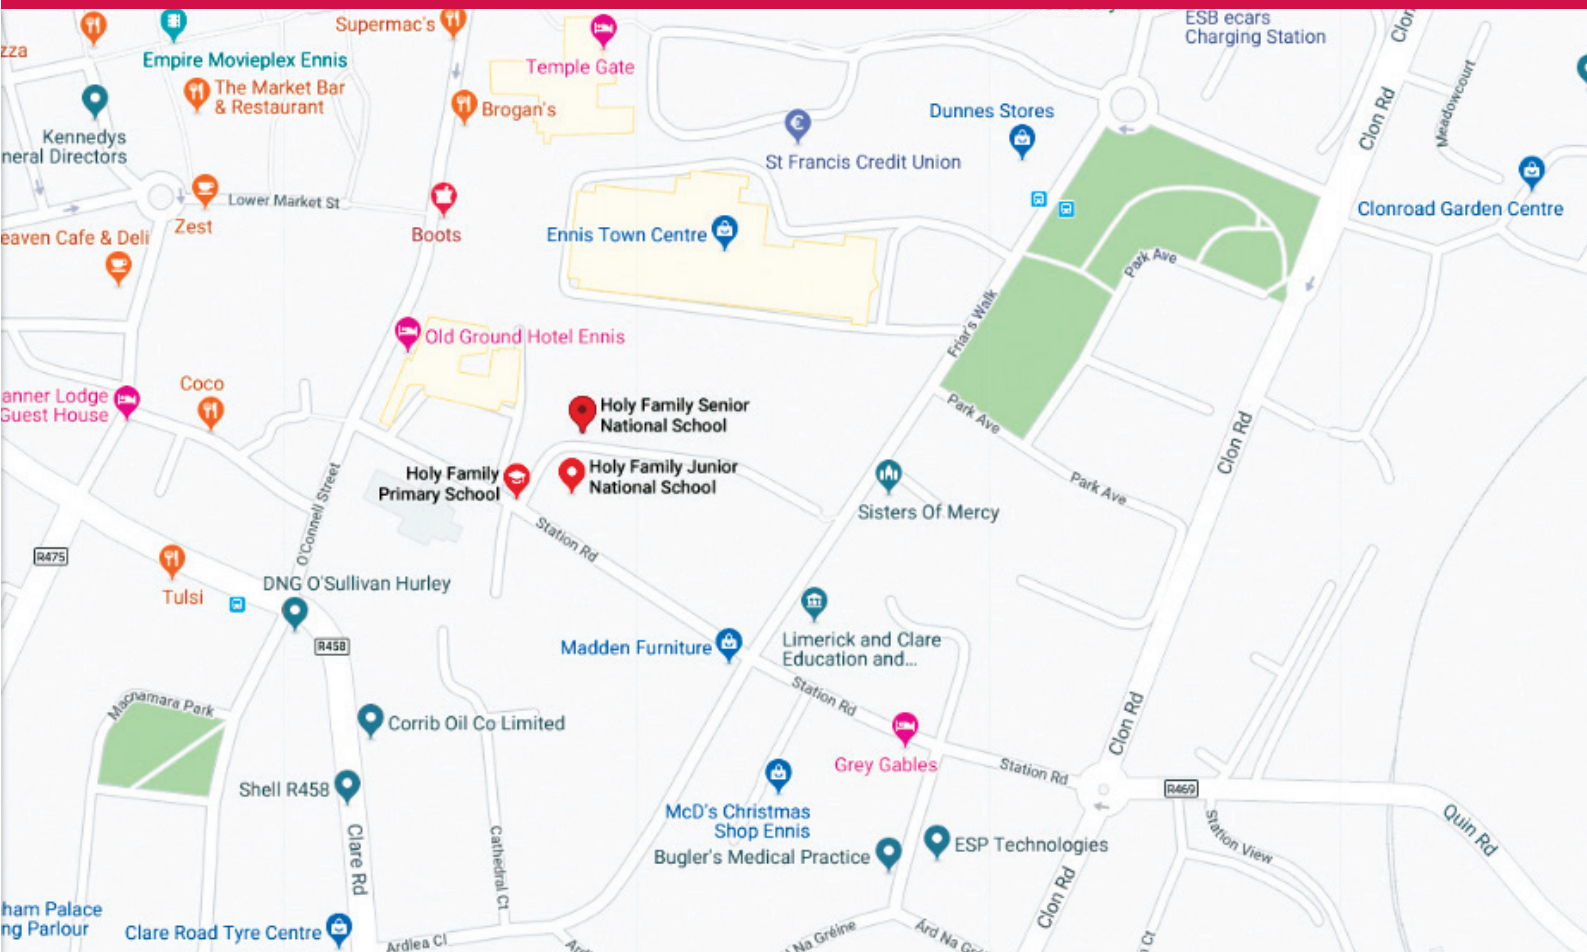 Supermac's
ESB ecars
Charging Station
Clon
zza
Empire Movieplex Ennis
Temple Gate
The Market Bar
& Restaurant
Brogan's
Dunnes Stores
Clon Rd
Meadowcourt
Kennedys
neral Directors
St Francis Credit Union
Lower Market St
Zest
Boots
Ennis Town Centre
Clonroad Garden Centre
eaven Cafe & Deli
Park Ave
Friar's Walk
Old Ground Hotel Ennis
Coco
anner Lodge
Guest House
Holy Family Senior
National School
Park Ave
Clon Rd
Holy Family
Primary School
Holy Family Junior
National School
Park Ave
O'Connell Street
Sisters Of Mercy
Station Rd
R475
Tulsi
DNG O'Sullivan Hurley
R458
Madden Furniture
Limerick and Clare
Education and...
Macnamara Park
Station Rd
Corrib Oil Co Limited
Clon Rd
Grey Gables
Station Rd
Shell R458
R469
McD's Christmas
Shop Ennis
Quin Rd
Station View
Clare Rd
Cathedral Ct
Bugler's Medical Practice
ESP Technologies
Clon Rd
ham Palace
ng Parlour
Clare Road Tyre Centre
Ardlea Cl
Na Gréine
Ard Na Gr
Ct